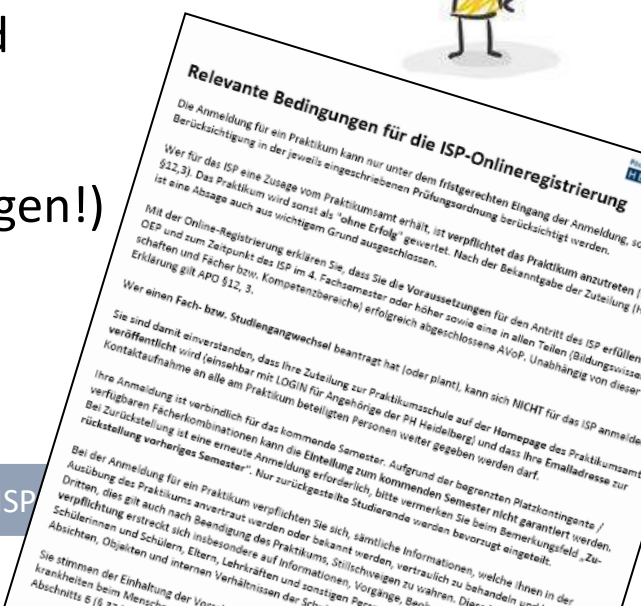 d
gen!)
SP
Relevante Bedingungen für die ISP-Onlineregistrierung
Die Anmeldung für ein Praktikum kann nur unter dem fristgerechten Eingang der Anmeldung, so
Berücksichtigung in der jeweils eingeschriebenen Prüfungsordnung berücksichtigt werden.
Wer für das ISP eine Zusage vom Praktikumsamt erhält, ist verpflichtet das Praktikum anzutreten (
§12,3). Das Praktikum wird sonst als "ohne Erfolg" gewertet. Nach der Bekanntgabe der Zuteilung (H
ist eine Absage auch aus wichtigem Grund ausgeschlossen.
Mit der Online-Registrierung erklären Sie, dass Sie die Voraussetzungen für den Antritt des ISP erfüllen
OEP und zum Zeitpunkt des ISP im 4. Fachsemester oder höher sowie eine in allen Teilen (Bildungswisse
schaften und Fächer bzw. Kompetenzbereiche) erfolgreich abgeschlossene AVoP. Unabhängig von dieser
Erklärung gilt APO §12, 3.
Wer einen Fach- bzw. Studiengangwechsel beantragt hat (oder plant), kann sich NICHT für das ISP anmelde
Sie sind damit einverstanden, dass Ihre Zuteilung zur Praktikumsschule auf der Homepage des Praktikumsamt
veröffentlicht wird (einsehbar mit LOGIN für Angehörige der PH Heidelberg) und dass Ihre Emailadresse zur
Kontaktaufnahme an alle am Praktikum beteiligten Personen weiter gegeben werden darf.
Ihre Anmeldung ist verbindlich für das kommende Semester. Aufgrund der begrenzten Platzkontingente /
verfügbaren Fächerkombinationen kann die Einteilung zum kommenden Semester nicht garantiert werden.
Bei Zurückstellung ist eine erneute Anmeldung erforderlich, bitte vermerken Sie beim Bemerkungsfeld „Zu-
rückstellung vorheriges Semester". Nur zurückgestellte Studierende werden bevorzugt eingeteilt.
Bei der Anmeldung für ein Praktikum verpflichten Sie sich, sämtliche Informationen, welche Ihnen in der
Ausübung des Praktikums anvertraut werden oder bekannt werden, vertraulich zu behandeln und
Dritten, dies gilt auch nach Beendigung des Praktikums, Stillschweigen zu wahren. Dies
verpflichtung erstreckt sich insbesondere auf Informationen, Vorgänge, Beob
Schülerinnen und Schülern, Eltern, Lehrkräften und sonstigen Pers
Absichten, Objekten und internen Verhältnissen der Sch
Sie stimmen der Einhaltung der Vors
krankheiten beim Mensche
Abschnitts 6 (§